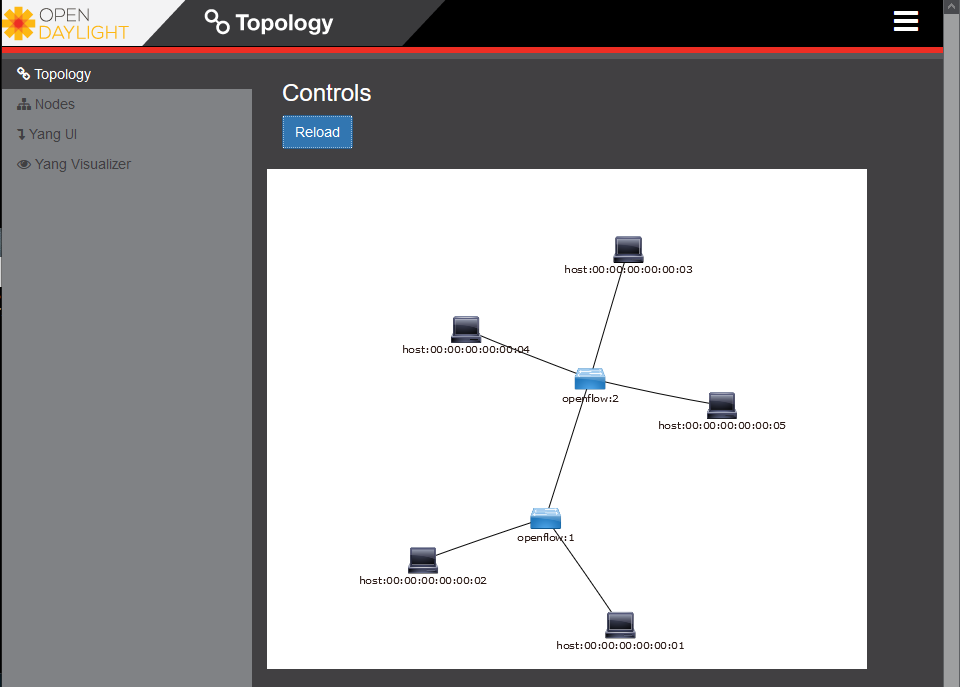 OPEN
DAYLIGHT
Topology
Topology
Nodes
Yang UI
Yang Visualizer
Controls
Reload
host:00:00:00:00:00:03
host:00:00:00:00:00:04
openflow:2
host:00:00:00:00:00:05
openflow:1
host:00:00:00:00:00:02
host:00:00:00:00:00:01